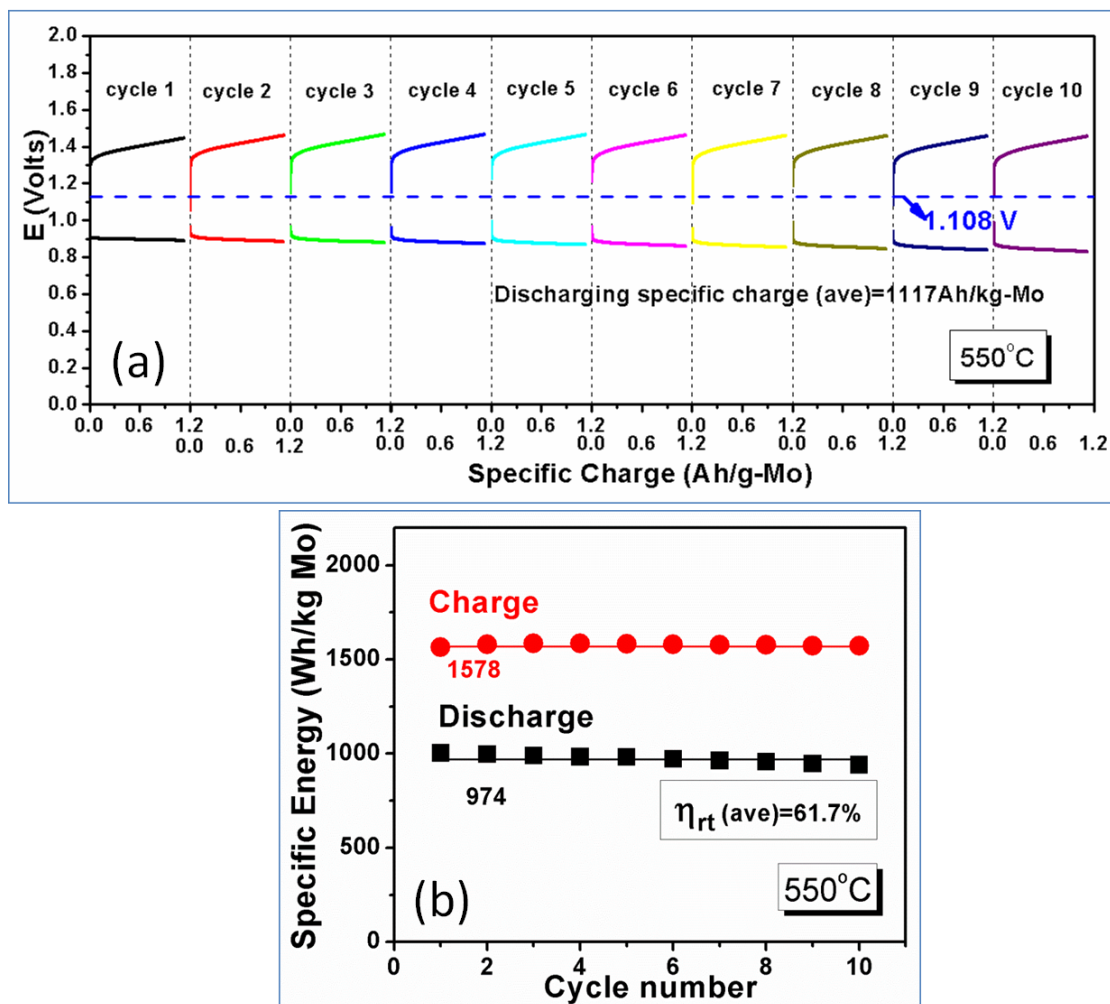 2.0
1.8
1.6
1.4
1.2
1.0
0.8
0.6
0.4
0.2
0.0
E (Volts)
cycle 1 cycle 2 cycle 3 cycle 4 cycle 5 cycle 6 cycle 7 cycle 8 cycle 9 cycle 10
1.108 V
Discharging specific charge (ave)=1117Ah/kg-Mo
(a)
550°C
0.0 0.6 1.2
0.0 0.6 1.2
0.0 0.6 1.2
0.0 0.6 1.2
0.0 0.6 1.2
0.0 0.6 1.2
0.0 0.6 1.2
0.0 0.6 1.2
0.0 0.6 1.2
0.0 0.6 1.2
Specific Charge (Ah/g-Mo)
Specific Energy (Wh/kg Mo)
2000
1500
1000
500
0
Charge
1578
Discharge
974
ηrt (ave)=61.7%
(b)
550°C
0 2 4 6 8 10
Cycle number